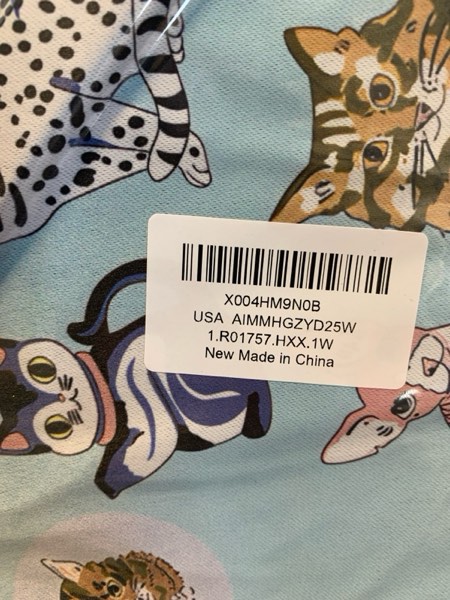 X004HM9N0B
USA AIMMHGZYD25W
1.R01757.HXX.1W
New Made in China